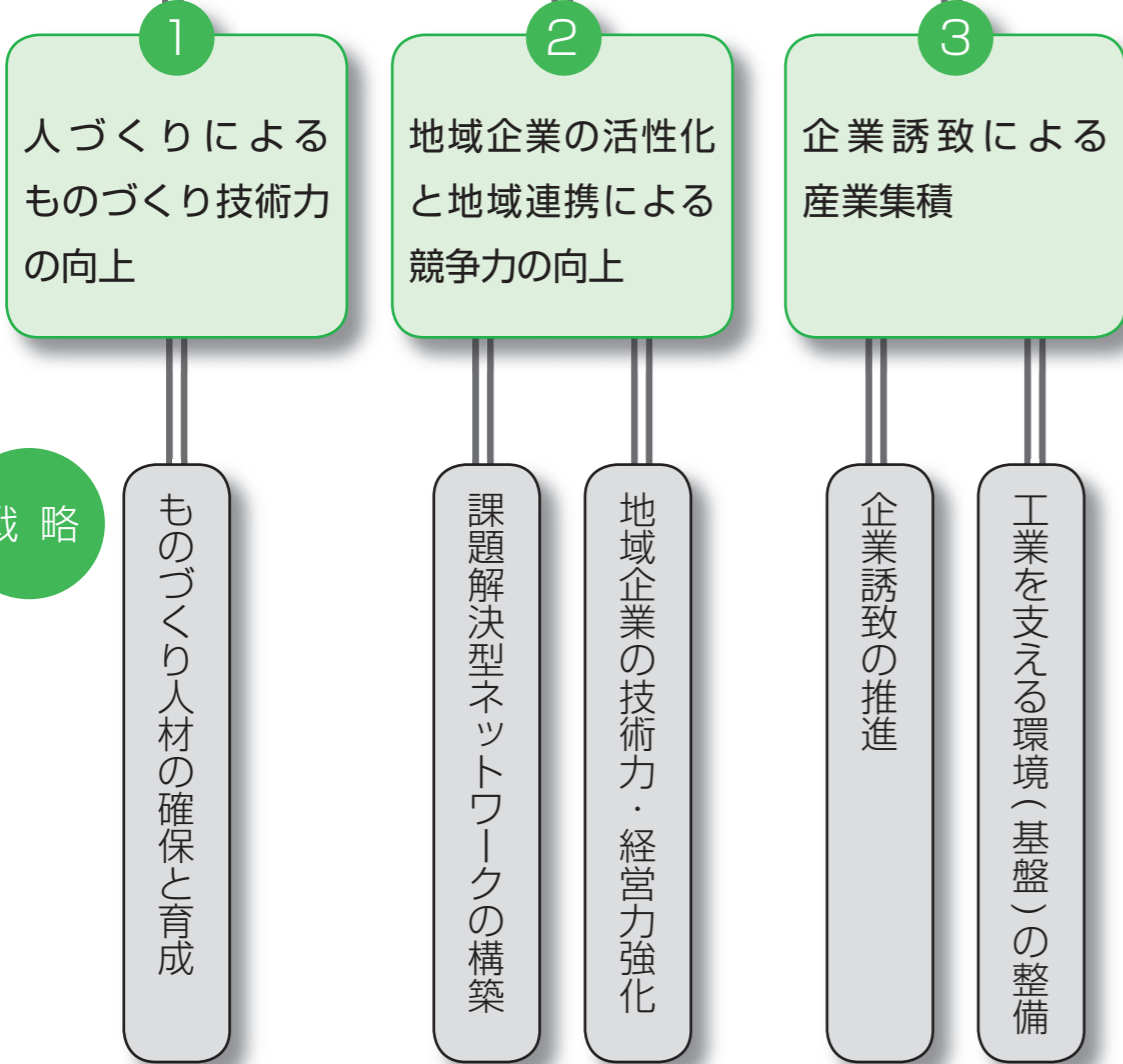 1
人づくりによる
ものづくり技術力
の向上
2
地域企業の活性化
と地域連携による
競争力の向上
3
企業誘致による
産業集積
戦略
ものづくり人材の確保と育成
課題解決型ネットワークの構築
地域企業の技術力・経営力強化
企業誘致の推進
工業を支える環境(基盤)の整備